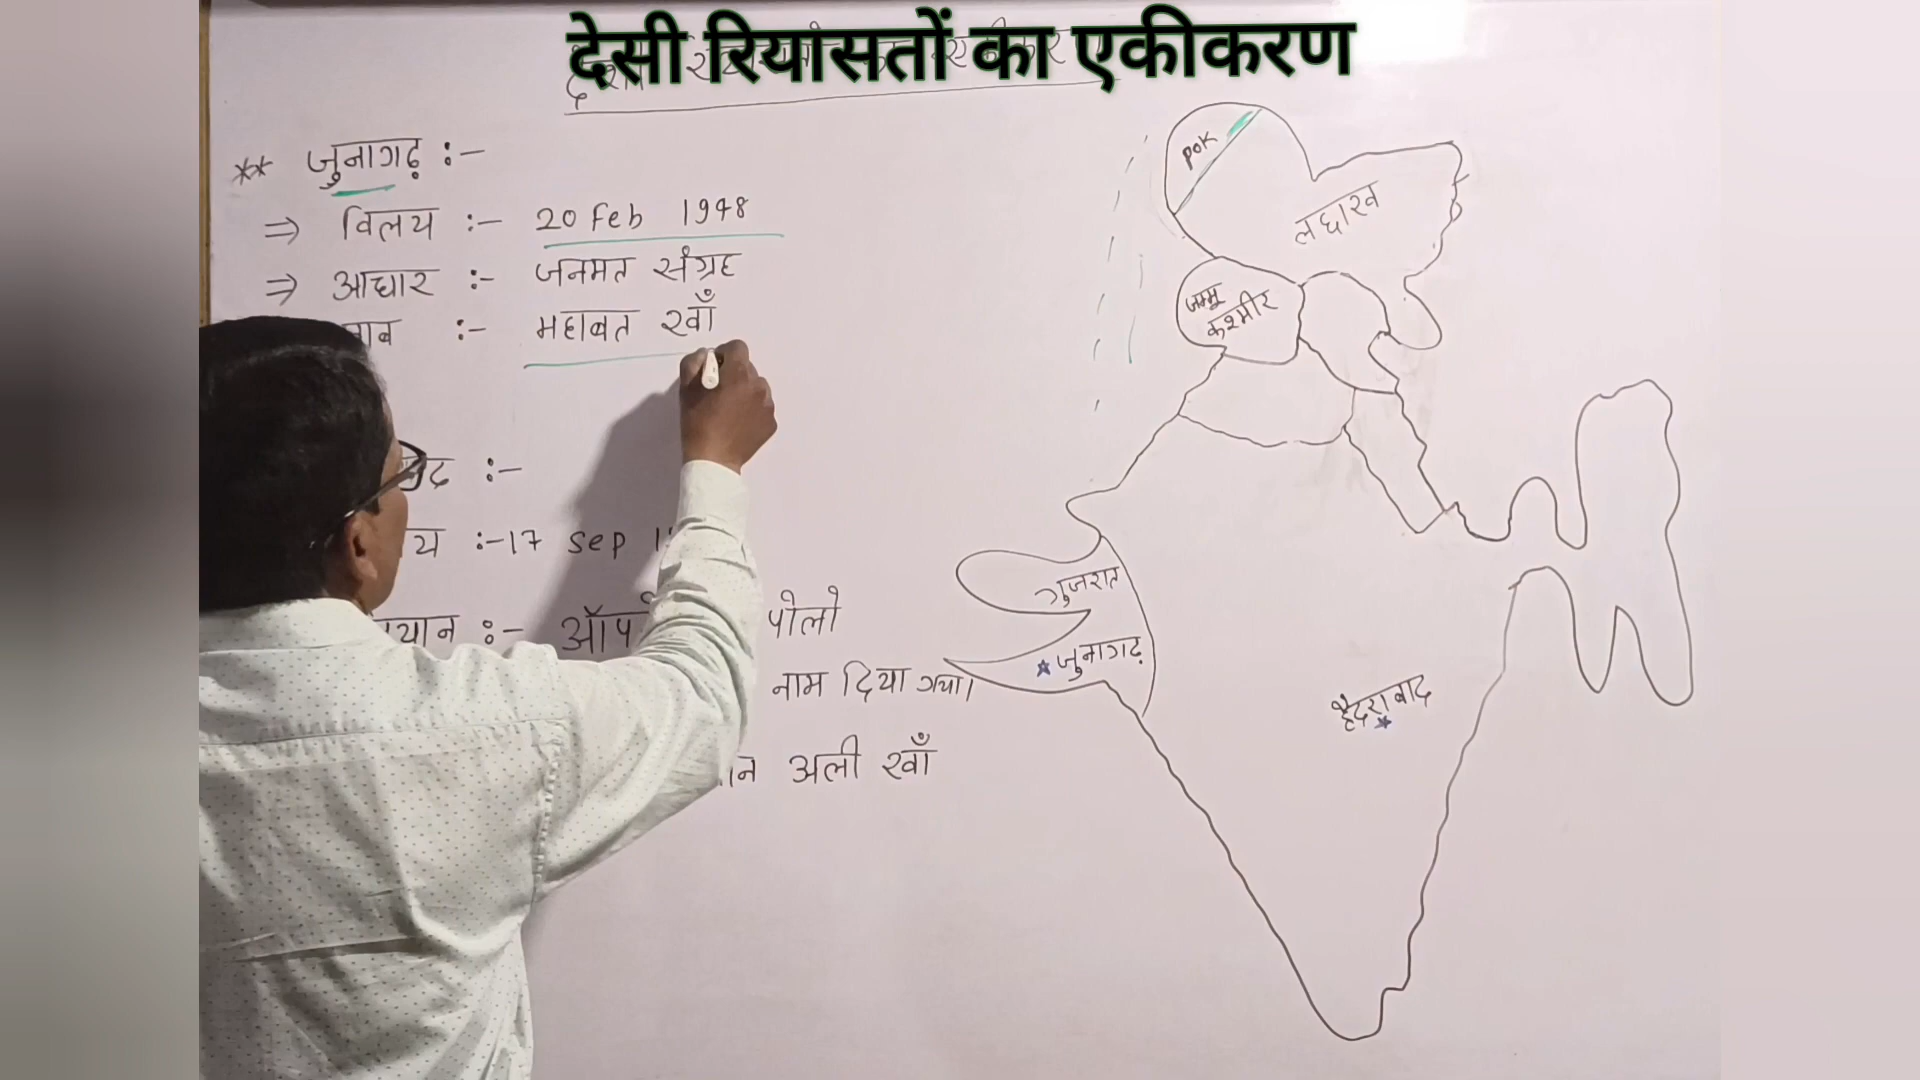 देसी रियासतों का एकीकरण
** जुनागढ़ :-
⇒ विलय :- 20 Feb 1948
⇒ आधार :- जनमत संग्रह
:- महाबत खाँ
:-
:-17 Sep
:- पोलो
नाम दिया गया।
अली खाँ
POK
लद्दाख
जम्मू
कश्मीर
गुजरात
जुनागढ़
हैदराबाद